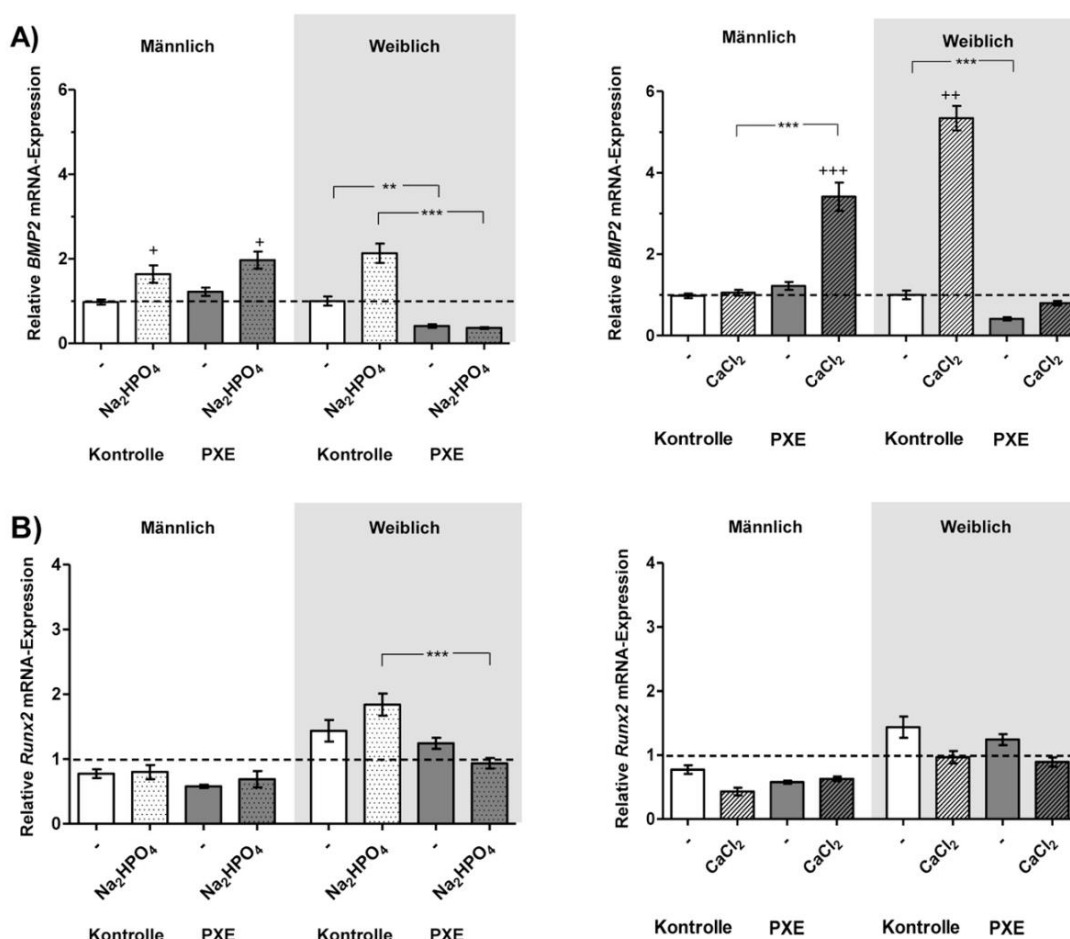 A)
Männlich Weiblich
Relative BMP2 mRNA-Expression
6
4
2
0
+ + ** ***
- Na₂HPO₄ - Na₂HPO₄ - Na₂HPO₄ - Na₂HPO₄
Kontrolle PXE Kontrolle PXE
Männlich Weiblich
Relative BMP2 mRNA-Expression
6
4
2
0
*** +++ *** ++
- CaCl₂ - CaCl₂ - CaCl₂ - CaCl₂
Kontrolle PXE Kontrolle PXE
B)
Männlich Weiblich
Relative Runx2 mRNA-Expression
4
3
2
1
0
***
- Na₂HPO₄ - Na₂HPO₄ - Na₂HPO₄ - Na₂HPO₄
Kontrolle PXE Kontrolle PXE
Männlich Weiblich
Relative Runx2 mRNA-Expression
4
3
2
1
0
- CaCl₂ - CaCl₂ - CaCl₂ - CaCl₂
Kontrolle PXE Kontrolle PXE